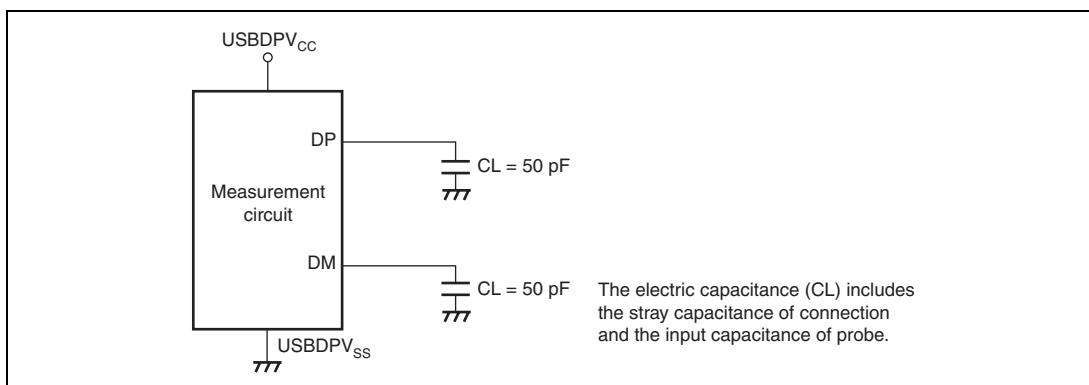 USBDPVCC
DP
CL = 50 pF
Measurement
circuit
DM
CL = 50 pF
The electric capacitance (CL) includes
the stray capacitance of connection
and the input capacitance of probe.
USBDPVSS